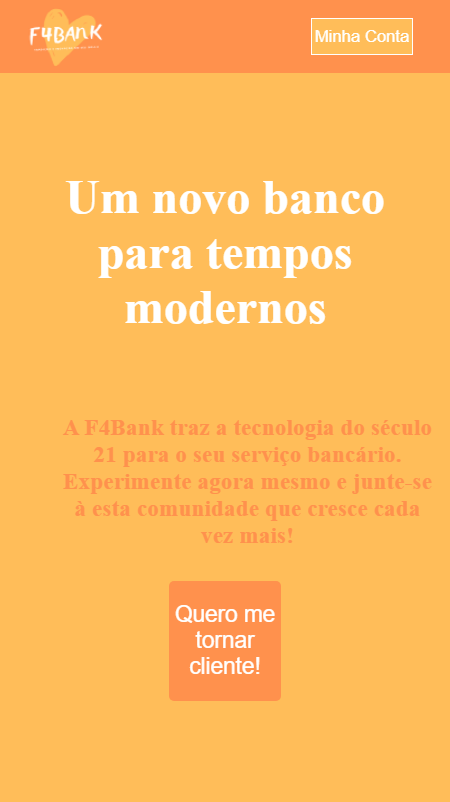 F4BANK
Minha Conta
Um novo banco
para tempos
modernos
A F4Bank traz a tecnologia do século
21 para o seu serviço bancário.
Experimente agora mesmo e junte-se
à esta comunidade que cresce cada
vez mais!
Quero me
tornar
cliente!